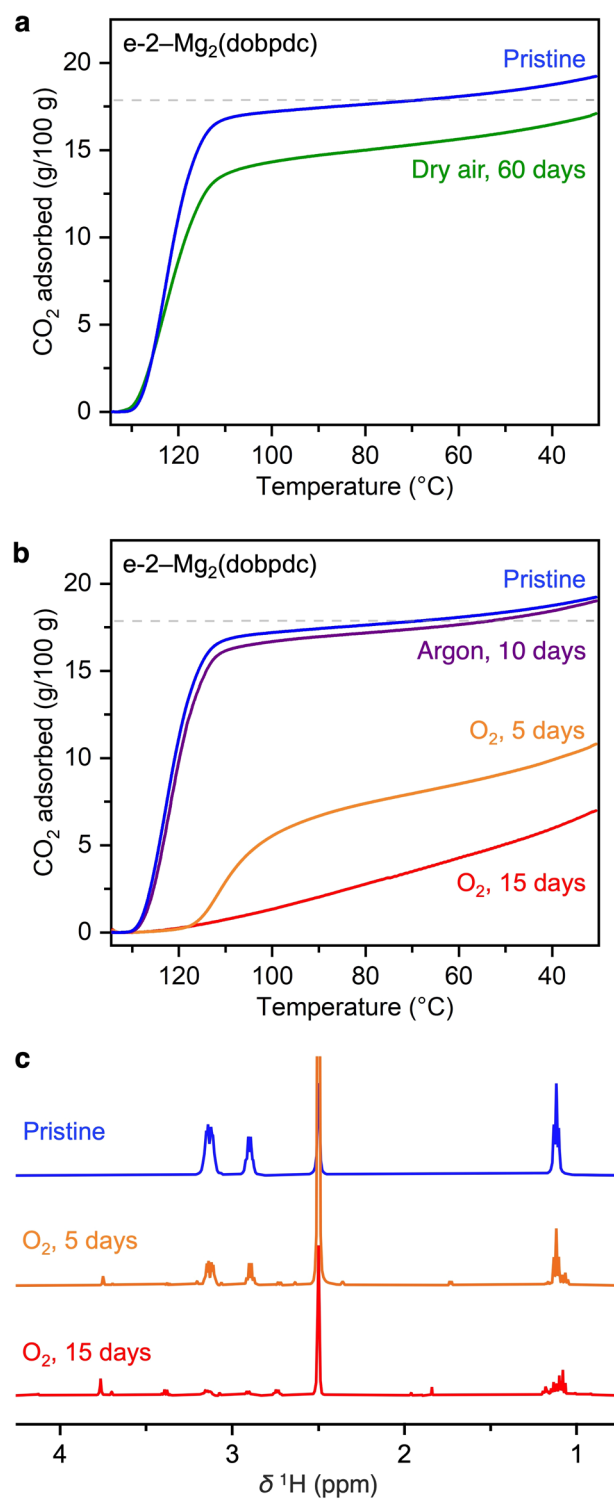 a
e-2–Mg₂(dobpdc)
Pristine
Dry air, 60 days
CO₂ adsorbed (g/100 g)
20
15
10
5
0
120 100 80 60 40
Temperature (°C)
b
e-2–Mg₂(dobpdc)
Pristine
Argon, 10 days
O₂, 5 days
O₂, 15 days
CO₂ adsorbed (g/100 g)
20
15
10
5
0
120 100 80 60 40
Temperature (°C)
c
Pristine
O₂, 5 days
O₂, 15 days
4 3 2 1
δ ¹H (ppm)